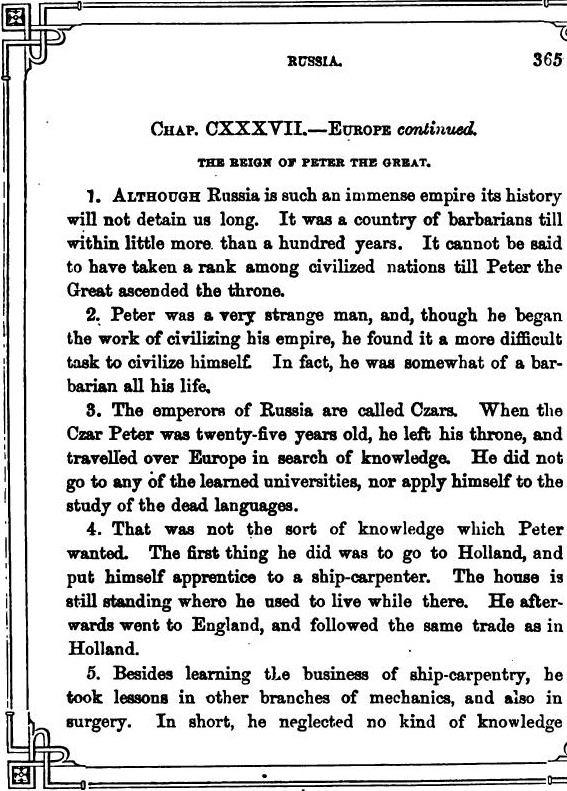 RUSSIA. 365
CHAP. CXXXVII.—EUROPE continued.
THE REIGN OF PETER THE GREAT.
1. ALTHOUGH Russia is such an immense empire its history
will not detain us long. It was a country of barbarians till
within little more than a hundred years. It cannot be said
to have taken a rank among civilized nations till Peter the
Great ascended the throne.
2. Peter was a very strange man, and, though he began
the work of civilizing his empire, he found it a more difficult
task to civilize himself. In fact, he was somewhat of a bar-
barian all his life.
3. The emperors of Russia are called Czars. When the
Czar Peter was twenty-five years old, he left his throne, and
travelled over Europe in search of knowledge. He did not
go to any of the learned universities, nor apply himself to the
study of the dead languages.
4. That was not the sort of knowledge which Peter
wanted. The first thing he did was to go to Holland, and
put himself apprentice to a ship-carpenter. The house is
still standing where he used to live while there. He after-
wards went to England, and followed the same trade as in
Holland.
5. Besides learning the business of ship-carpentry, he
took lessons in other branches of mechanics, and also in
surgery. In short, he neglected no kind of knowledge